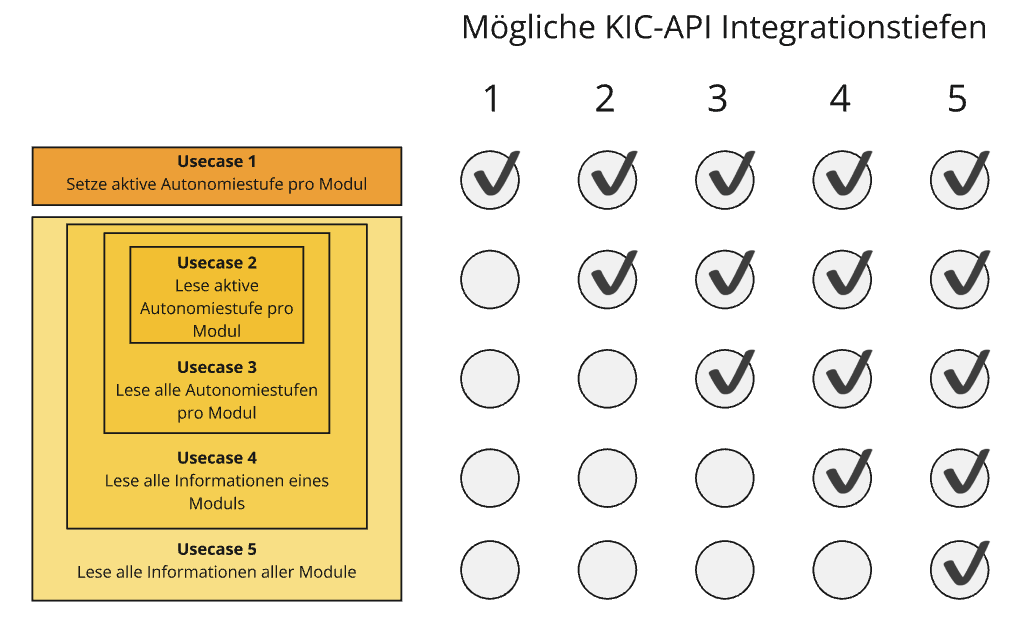 Mögliche KIC-API Integrationstiefen
1 2 3 4 5
Usecase 1
Setze aktive Autonomiestufe pro Modul
Usecase 2
Lese aktive
Autonomiestufe pro
Modul
Usecase 3
Lese alle Autonomiestufen
pro Modul
Usecase 4
Lese alle Informationen eines
Moduls
Usecase 5
Lese alle Informationen aller Module